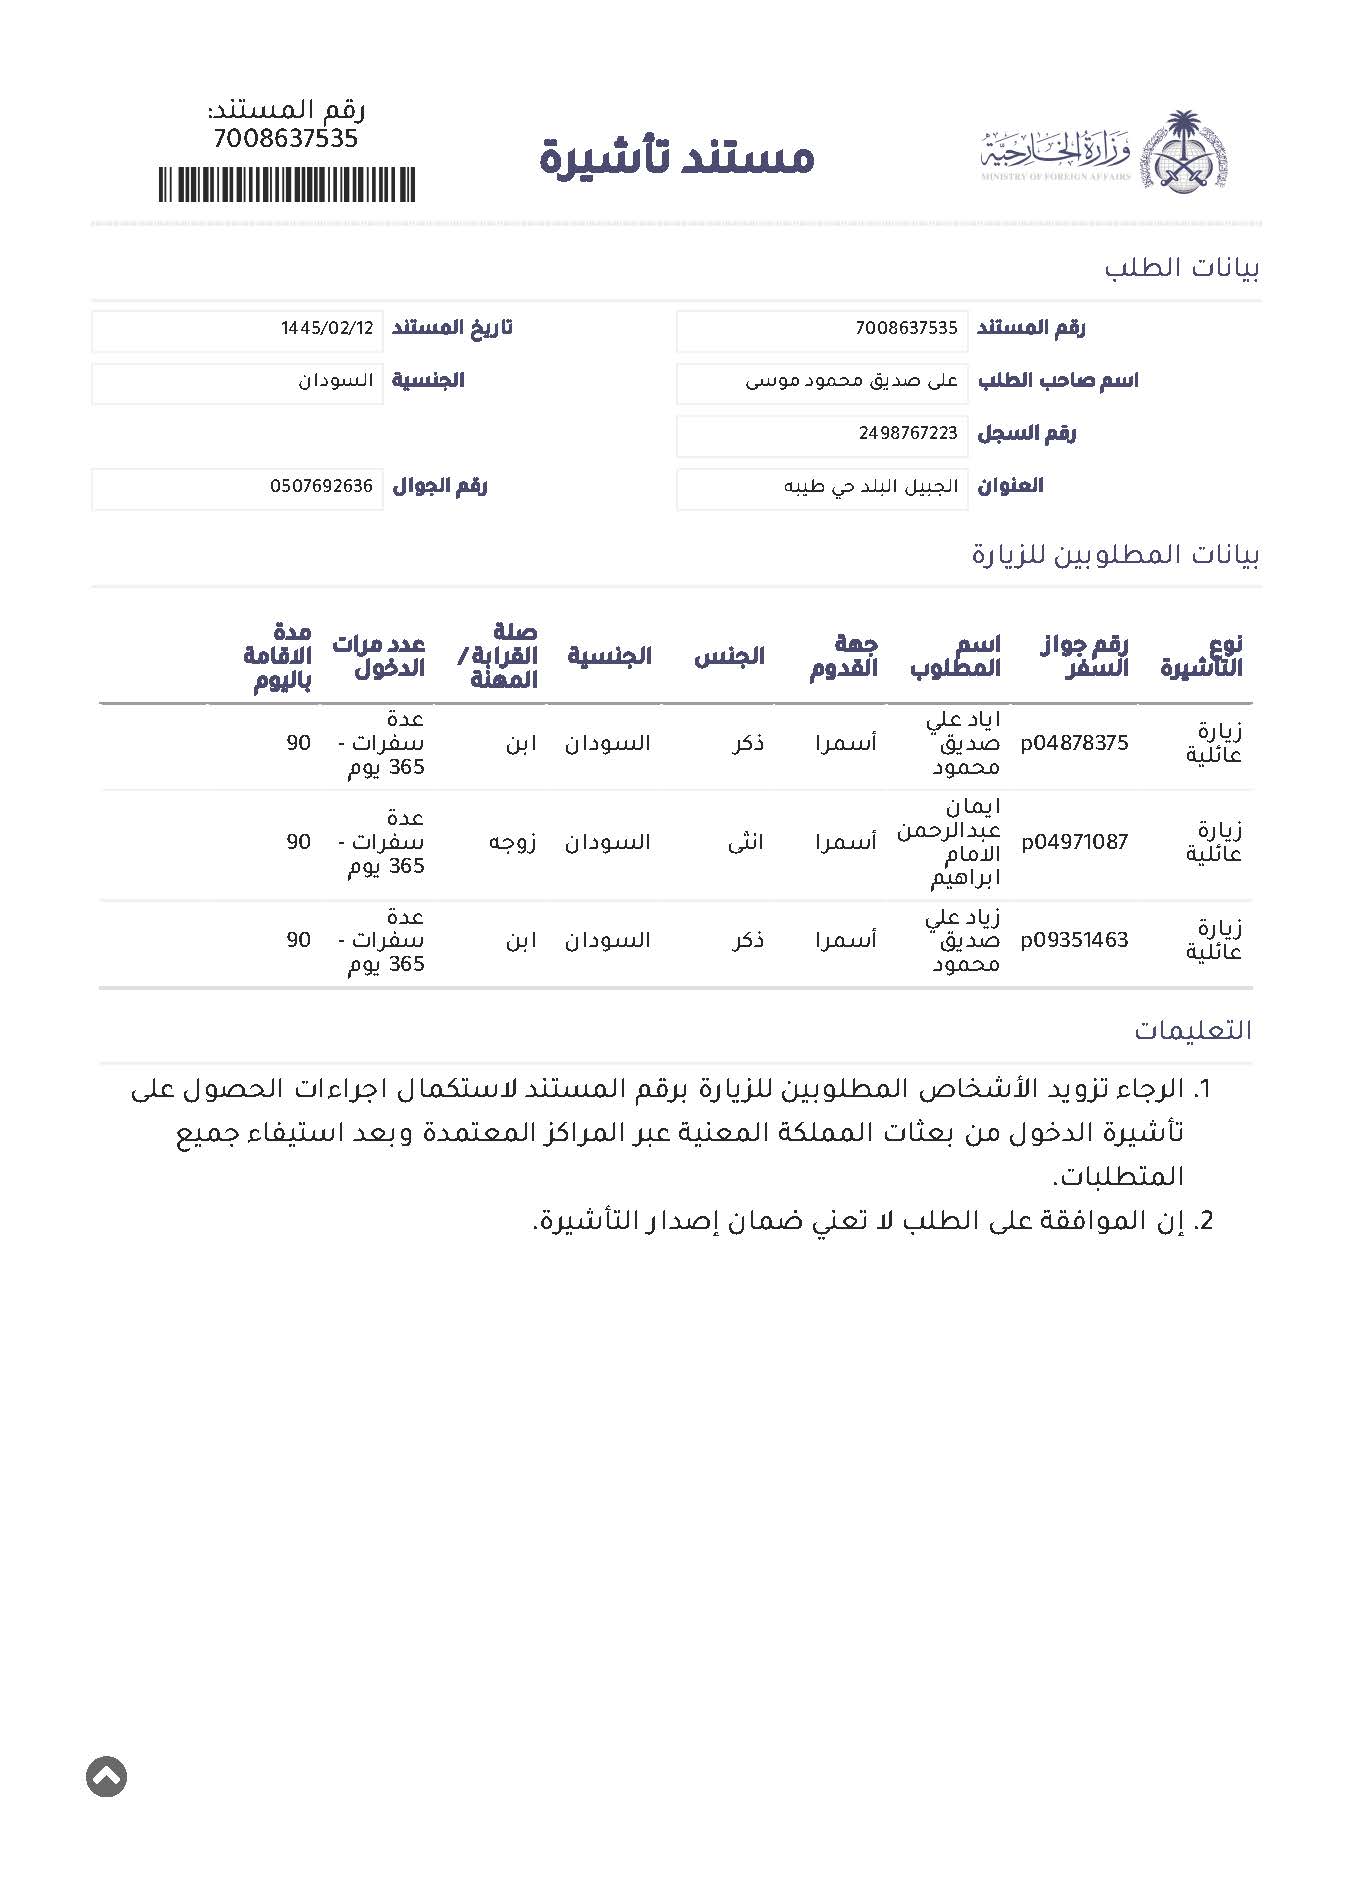 وزارة الخارجية
MINISTRY OF FOREIGN AFFAIRS
مستند تأشيرة
رقم المستند:
7008637535
بيانات الطلب
رقم المستند 7008637535 تاريخ المستند 1445/02/12
اسم صاحب الطلب على صديق محمود موسى الجنسية السودان
رقم السجل 2498767223
العنوان الجبيل البلد حي طيبه رقم الجوال 0507692636
بيانات المطلوبين للزيارة
نوع التأشيرة رقم جواز السفر اسم المطلوب جهة القدوم الجنس الجنسية صلة القرابة / المهنة عدد مرات الدخول مدة الاقامة باليوم
زيارة عائلية p04878375 اياد علي صديق محمود أسمرا ذكر السودان ابن عدة سفرات - 365 يوم 90
زيارة عائلية p04971087 ايمان عبدالرحمن الامام ابراهيم أسمرا انثى السودان زوجه عدة سفرات - 365 يوم 90
زيارة عائلية p09351463 زياد علي صديق محمود أسمرا ذكر السودان ابن عدة سفرات - 365 يوم 90
التعليمات
1. الرجاء تزويد الأشخاص المطلوبين للزيارة برقم المستند لاستكمال اجراءات الحصول على
تأشيرة الدخول من بعثات المملكة المعنية عبر المراكز المعتمدة وبعد استيفاء جميع
المتطلبات.
2. إن الموافقة على الطلب لا تعني ضمان إصدار التأشيرة.